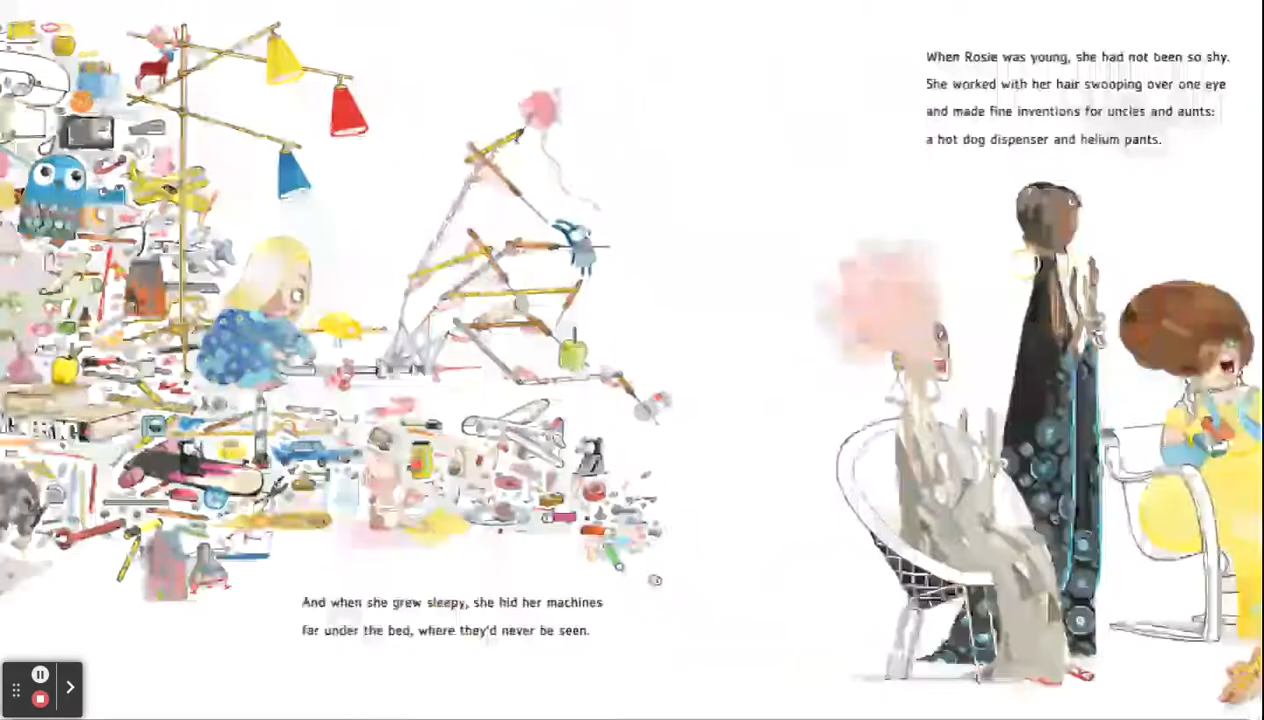 And when she grew sleepy, she hid her machines
far under the bed, where they'd never be seen.
When Rosie was young, she had not been so shy.
She worked with her hair swooping over one eye
and made fine inventions for uncles and aunts:
a hot dog dispenser and helium pants.